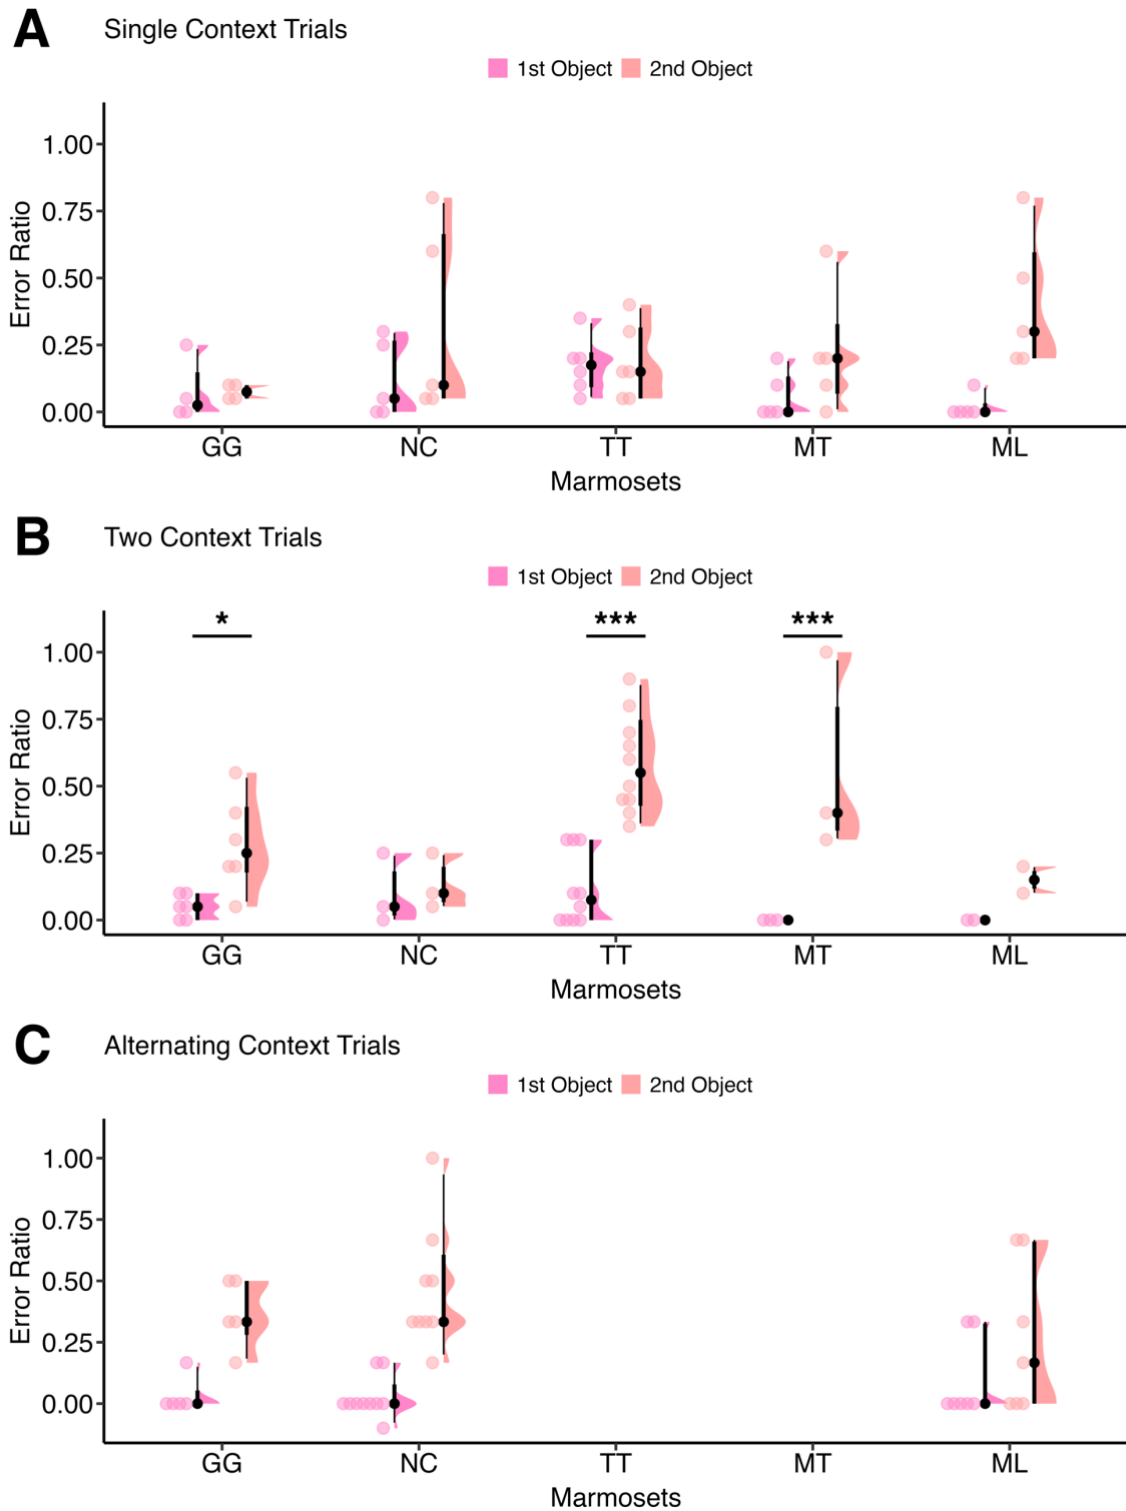 A
Single Context Trials
1st Object 2nd Object
1.00
0.75
0.50
0.25
0.00
Error Ratio
GG NC TT MT ML
Marmosets
B
Two Context Trials
1st Object 2nd Object
* *** ***
1.00
0.75
0.50
0.25
0.00
Error Ratio
GG NC TT MT ML
Marmosets
C
Alternating Context Trials
1st Object 2nd Object
1.00
0.75
0.50
0.25
0.00
Error Ratio
GG NC TT MT ML
Marmosets